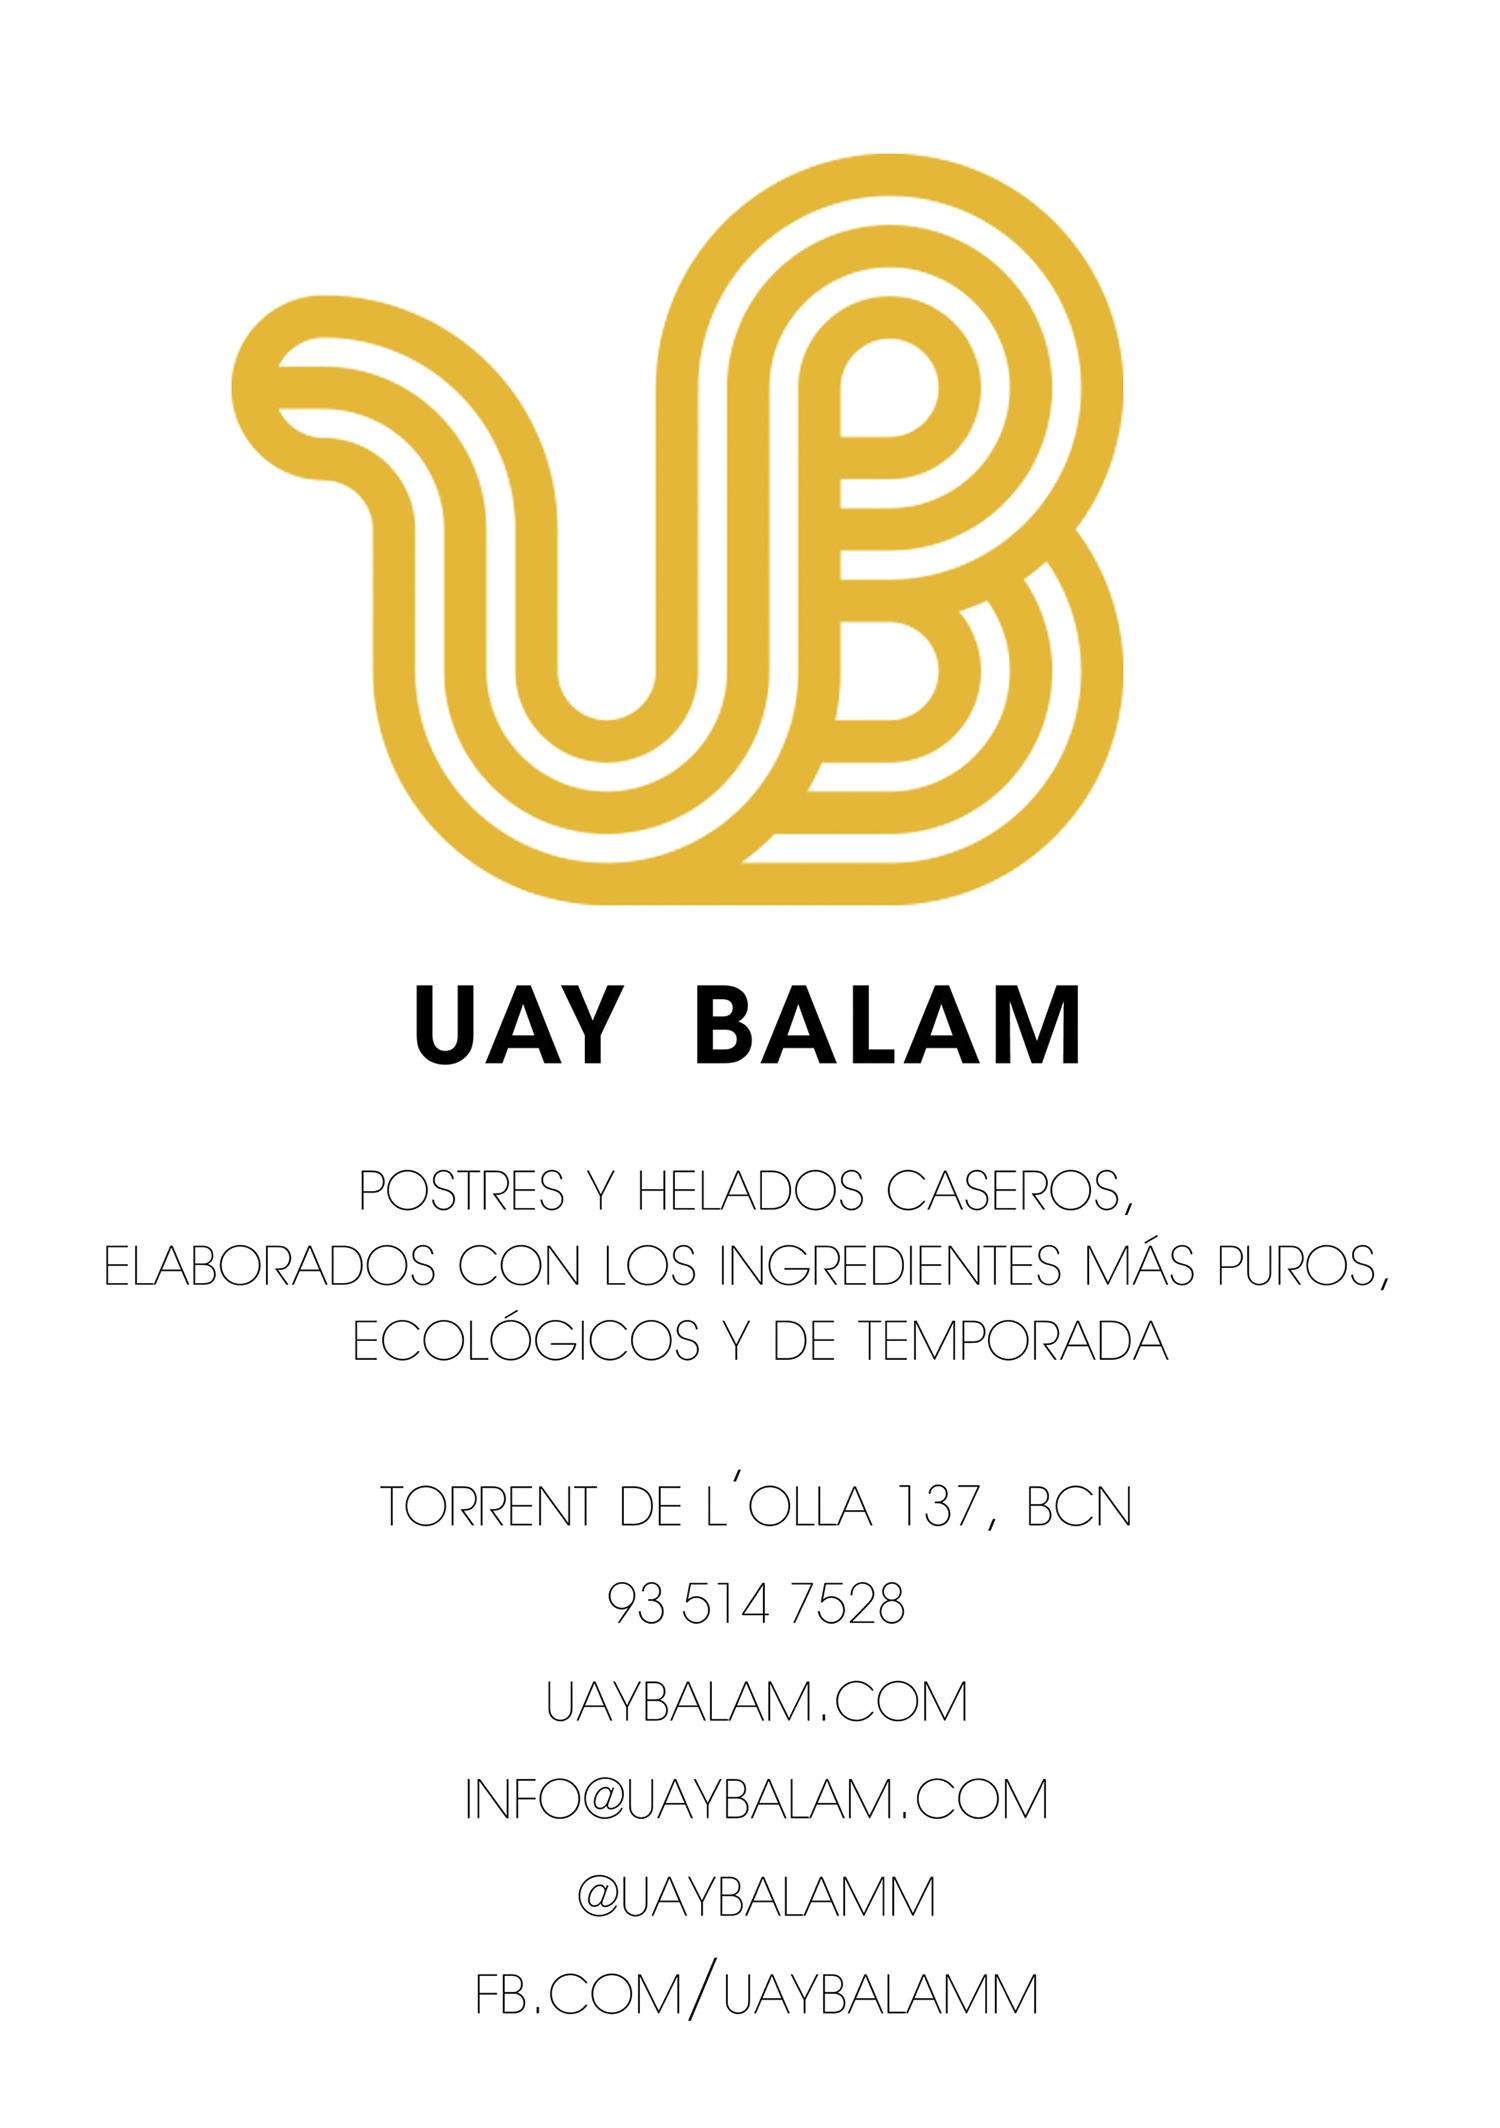 UB
UAY BALAM
POSTRES Y HELADOS CASEROS,
ELABORADOS CON LOS INGREDIENTES MÁS PUROS,
ECOLÓGICOS Y DE TEMPORADA
TORRENT DE L´OLLA 137, BCN
93 514 7528
UAYBALAM.COM
INFO@UAYBALAM.COM
@UAYBALAMM
FB.COM/UAYBALAMM